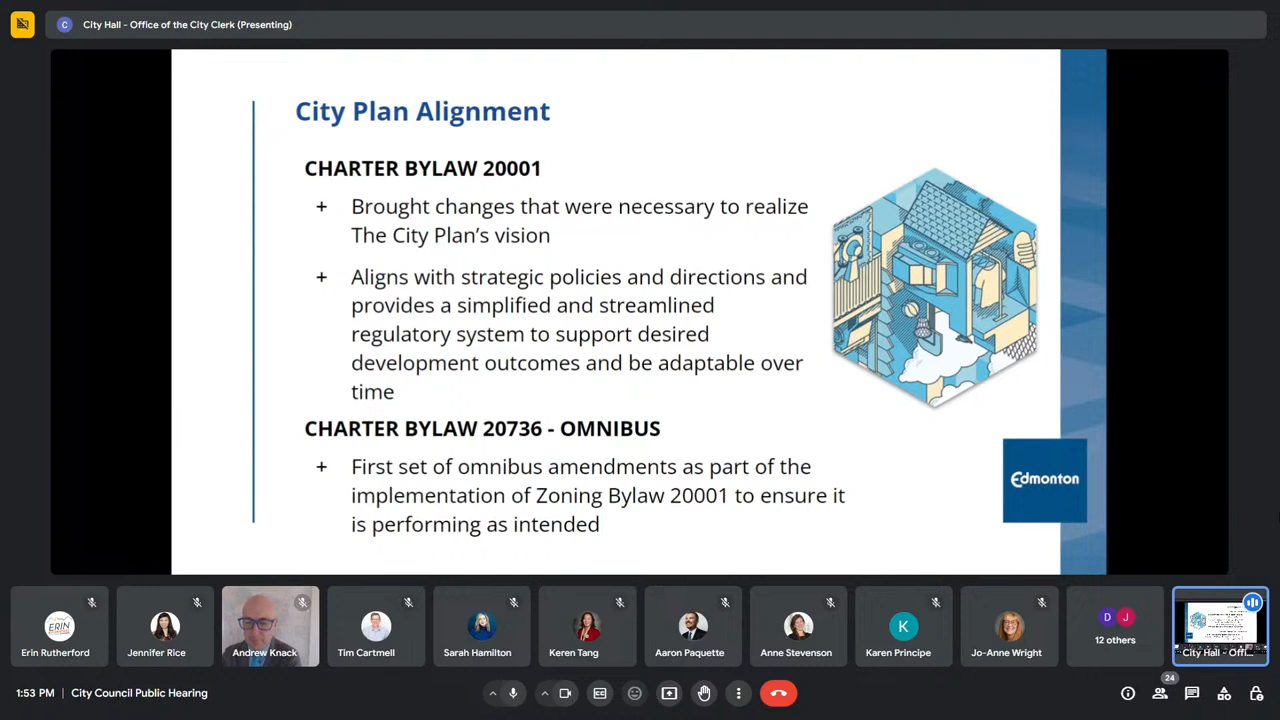 C
City Hall - Office of the City Clerk (Presenting)
City Plan Alignment
CHARTER BYLAW 20001
+ Brought changes that were necessary to realize
The City Plan's vision
+ Aligns with strategic policies and directions and
provides a simplified and streamlined
regulatory system to support desired
development outcomes and be adaptable over
time
CHARTER BYLAW 20736 - OMNIBUS
+ First set of omnibus amendments as part of the
implementation of Zoning Bylaw 20001 to ensure it
is performing as intended
Edmonton
ERIN
Erin Rutherford
Jennifer Rice
Andrew Knack
Tim Cartmell
Sarah Hamilton
Keren Tang
Aaron Paquette
Anne Stevenson
K
Karen Principe
Jo-Anne Wright
D
J
12 others
City Hall - Offi...
1:53 PM | City Council Public Hearing
CC
24